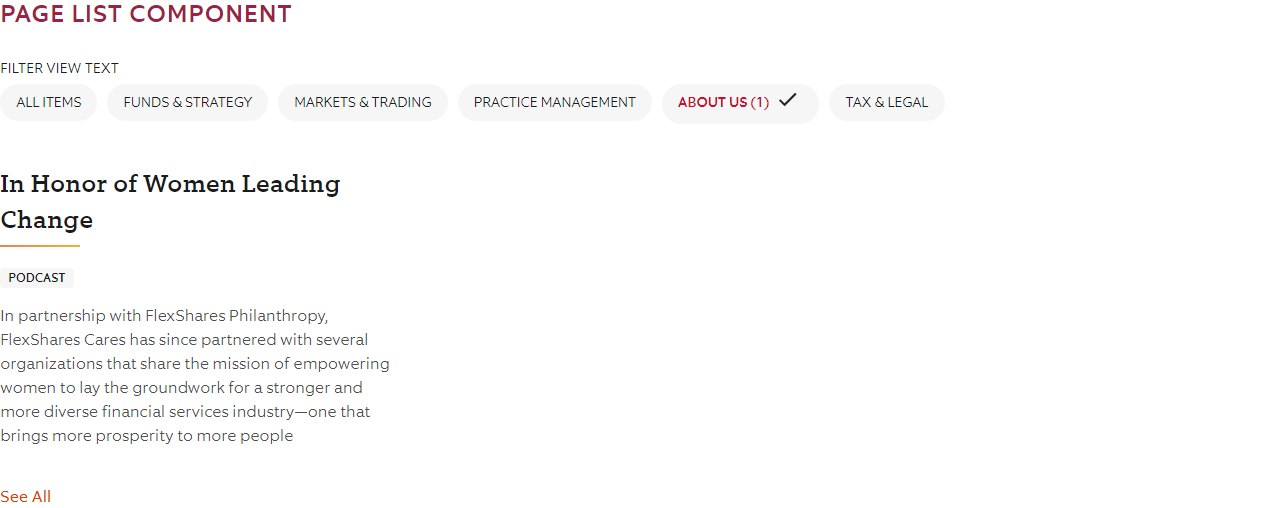 PAGE LIST COMPONENT
FILTER VIEW TEXT
ALL ITEMS FUNDS & STRATEGY MARKETS & TRADING PRACTICE MANAGEMENT ABOUT US (1) TAX & LEGAL
In Honor of Women Leading
Change
PODCAST
In partnership with FlexShares Philanthropy,
FlexShares Cares has since partnered with several
organizations that share the mission of empowering
women to lay the groundwork for a stronger and
more diverse financial services industry—one that
brings more prosperity to more people
See All